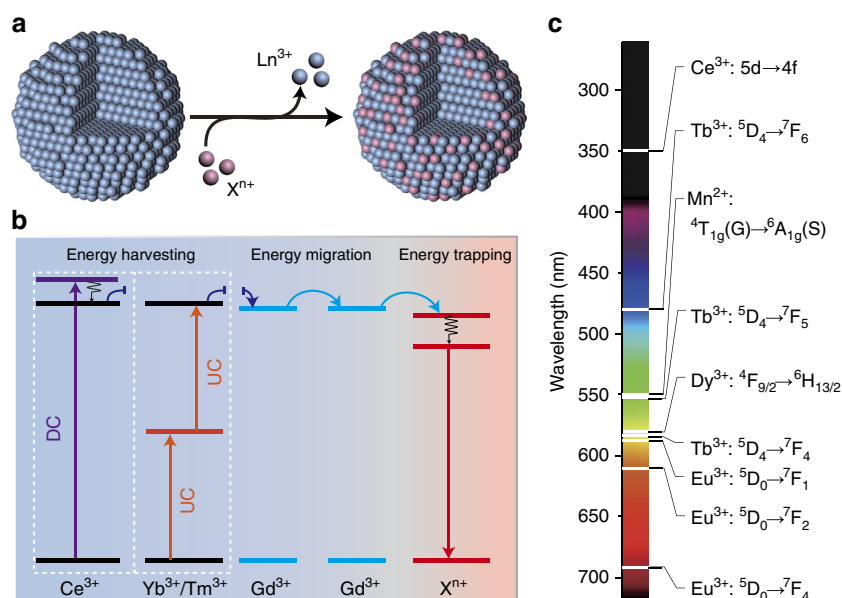 a
Ln³⁺
Xⁿ⁺
b
Energy harvesting
Energy migration
Energy trapping
DC
UC
UC
Ce³⁺
Yb³⁺/Tm³⁺
Gd³⁺
Gd³⁺
Xⁿ⁺
c
Wavelength (nm)
300
350
400
450
500
550
600
650
700
Ce³⁺: 5d→4f
Tb³⁺: ⁵D₄→⁷F₆
Mn²⁺:
⁴T₁g(G)→⁶A₁g(S)
Tb³⁺: ⁵D₄→⁷F₅
Dy³⁺: ⁴F9/2→⁶H13/2
Tb³⁺: ⁵D₄→⁷F₄
Eu³⁺: ⁵D₀→⁷F₁
Eu³⁺: ⁵D₀→⁷F₂
Eu³⁺: ⁵D₀→⁷F₄